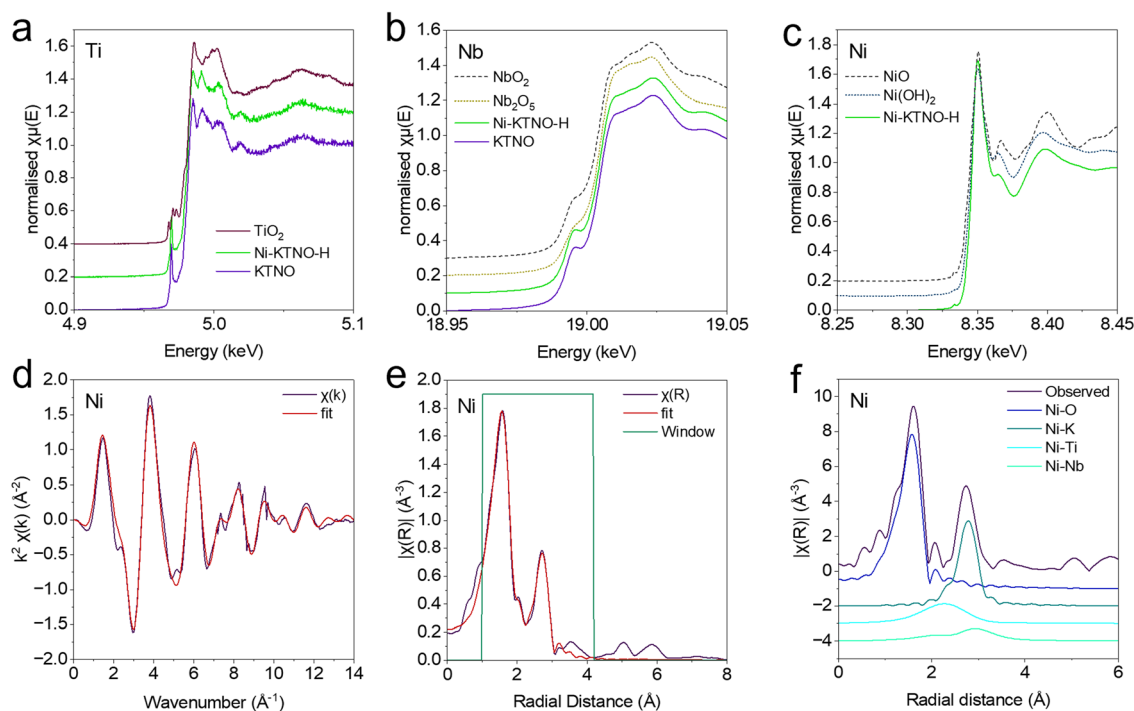 a
Ti
normalised χμ(E)
1.6
1.4
1.2
1.0
0.8
0.6
0.4
0.2
0.0
TiO2
Ni-KTNO-H
KTNO
4.9
5.0
5.1
Energy (keV)
b
Nb
normalised χμ(E)
1.6
1.4
1.2
1.0
0.8
0.6
0.4
0.2
0.0
NbO2
Nb2O5
Ni-KTNO-H
KTNO
18.95
19.00
19.05
Energy (keV)
c
Ni
normalised χμ(E)
1.8
1.6
1.4
1.2
1.0
0.8
0.6
0.4
0.2
0.0
NiO
Ni(OH)2
Ni-KTNO-H
8.25
8.30
8.35
8.40
8.45
Energy (keV)
d
Ni
k2 χ(k) (Å-2)
2.0
1.5
1.0
0.5
0.0
−0.5
−1.0
−1.5
−2.0
χ(k)
fit
0
2
4
6
8
10
12
14
Wavenumber (Å-1)
e
Ni
|χ(R)| (Å-3)
2.0
1.8
1.6
1.4
1.2
1.0
0.8
0.6
0.4
0.2
0.0
χ(R)
fit
Window
0
2
4
6
8
Radial Distance (Å)
f
Ni
|χ(R)| (Å-3)
10
8
6
4
2
0
−2
−4
Observed
Ni-O
Ni-K
Ni-Ti
Ni-Nb
0
2
4
6
Radial distance (Å)